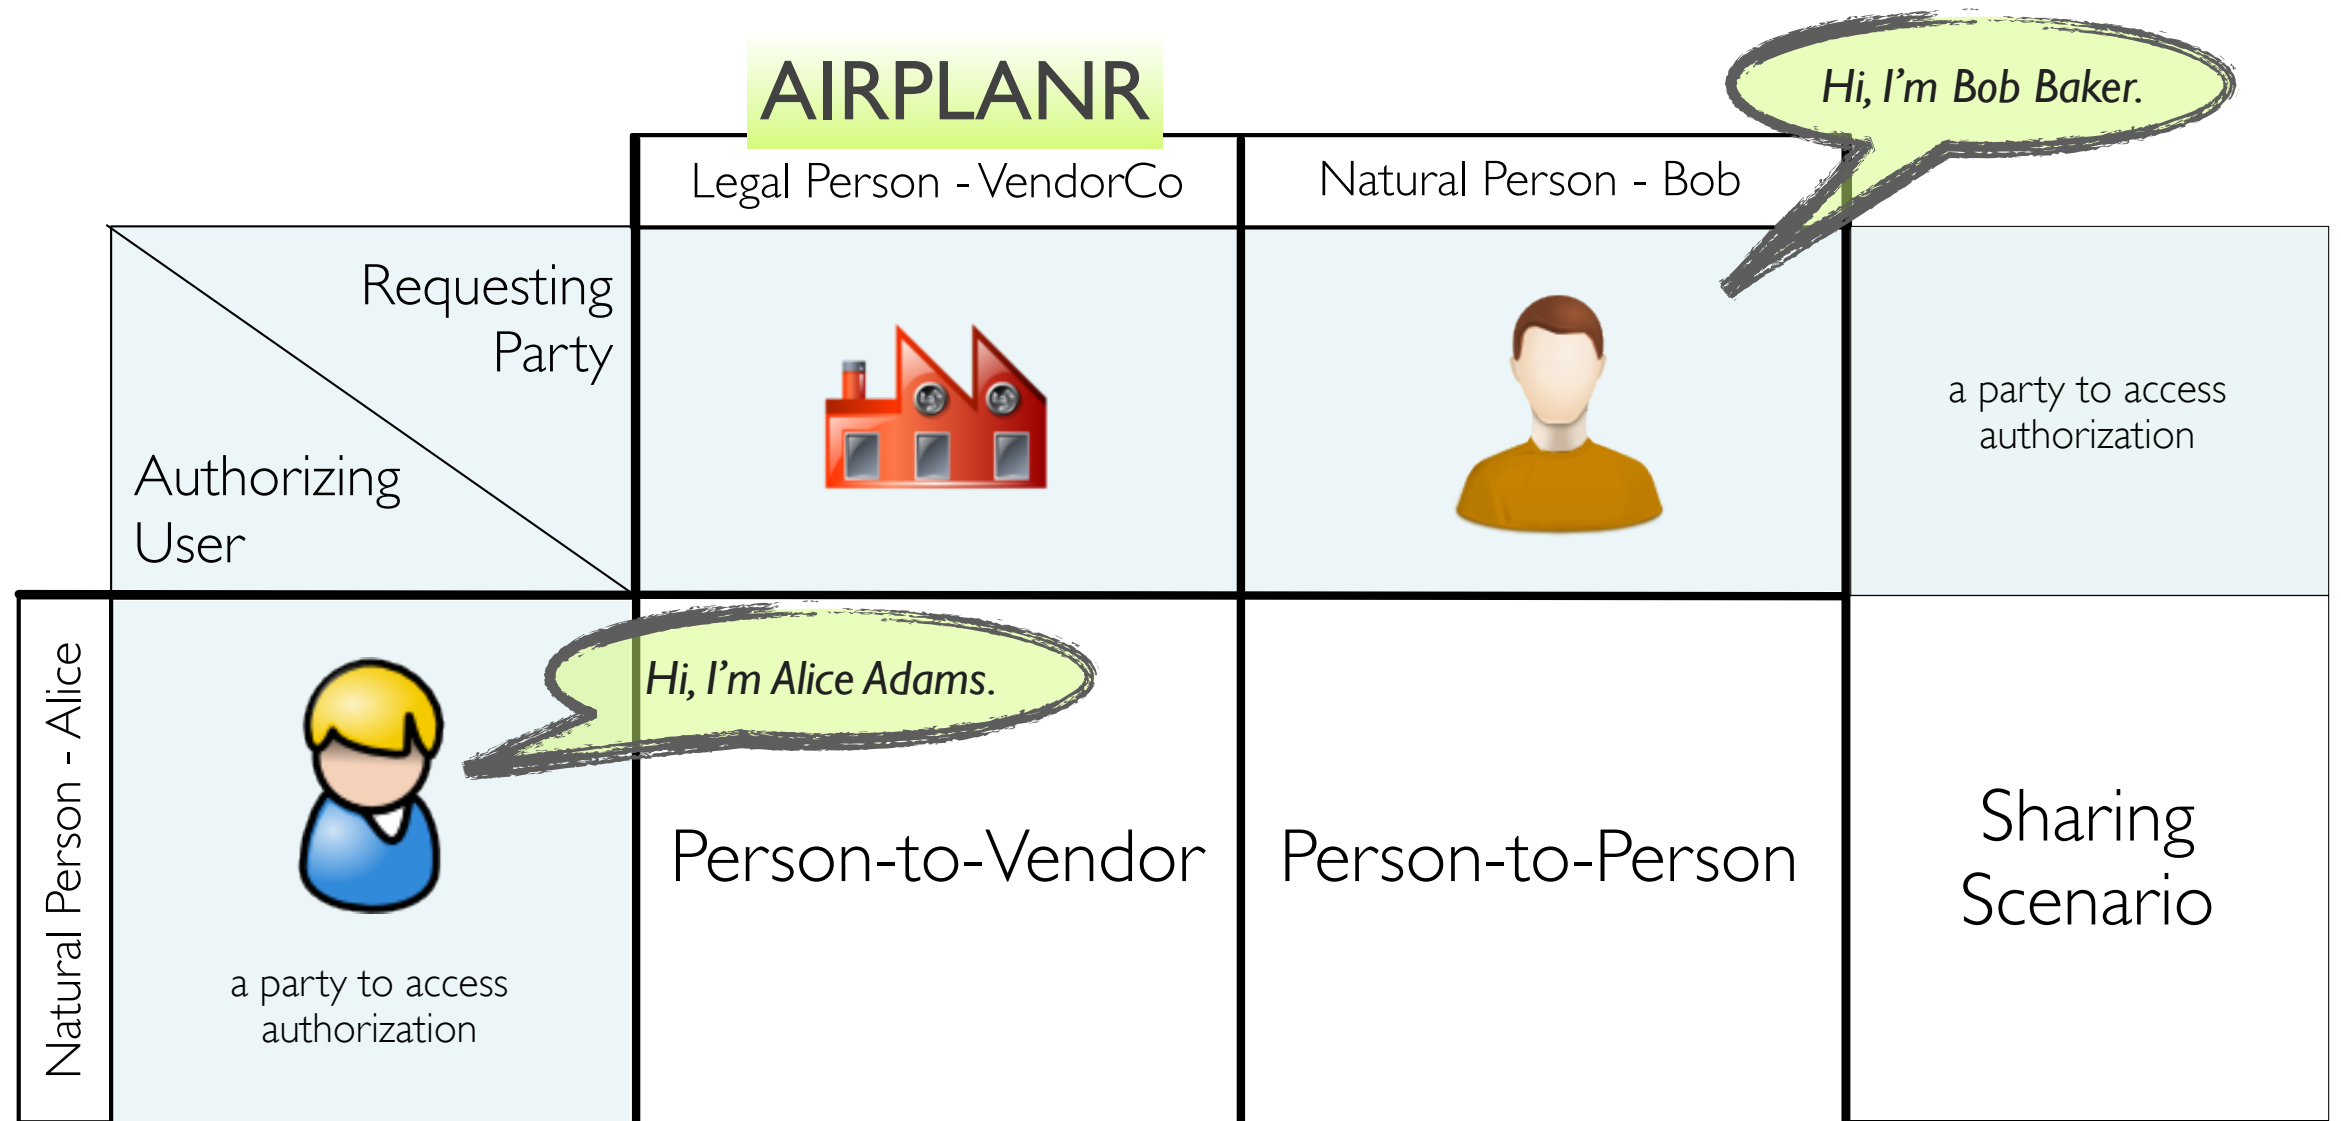 AIRPLANR
Hi, I'm Bob Baker.
Legal Person - VendorCo
Natural Person - Bob
Requesting
Party
Authorizing
User
a party to access
authorization
Natural Person - Alice
Hi, I'm Alice Adams.
a party to access
authorization
Person-to-Vendor
Person-to-Person
Sharing
Scenario